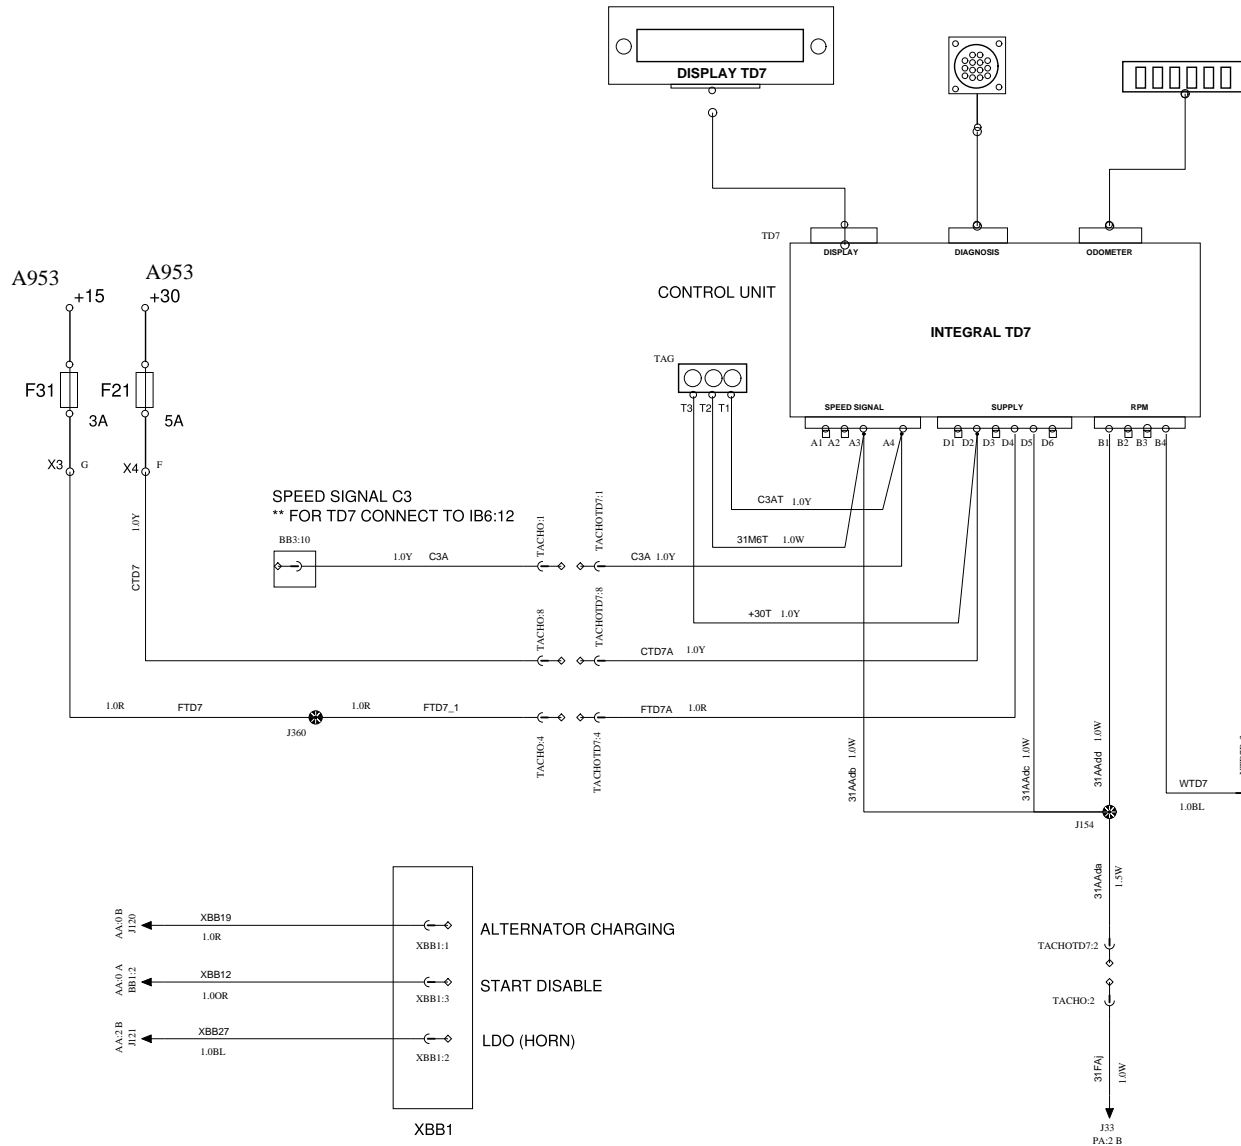 DISPLAY TD7
TD7
DISPLAY
DIAGNOSIS
ODOMETER
A953
A953
+15
+30
CONTROL UNIT
INTEGRAL TD7
TAG
F31
F21
3A
5A
T3
T2
T1
SPEED SIGNAL
SUPPLY
RPM
A1
A2
A3
A4
D1
D2
D3
D4
D5
D6
B1
B2
B3
B4
X3
G
X4
F
SPEED SIGNAL C3
** FOR TD7 CONNECT TO IB6:12
BB3:10
1.0Y
C3A
TACHO:1
TACHOTD7:1
C3A
1.0Y
C3AT
1.0Y
31M6T
1.0W
1.0Y
CTD7
TACHO:8
TACHOTD7:8
+30T
1.0Y
CTD7A
1.0Y
1.0R
FTD7
J360
1.0R
FTD7_1
TACHO:4
TACHOTD7:4
FTD7A
1.0R
31AAdb
1.0W
31AAdc
1.0W
31AAdd
1.0W
WTD7
1.0BL
J154
31AAda
1.5W
TACHOTD7:2
TACHO:2
31FAj
1.0W
J33
PA:2 B
AA:0 B
J120
XBB19
1.0R
XBB1:1
ALTERNATOR CHARGING
AA:0 A
BB1:2
XBB12
1.0OR
XBB1:3
START DISABLE
AA:2 B
J121
XBB27
1.0BL
XBB1:2
LDO (HORN)
XBB1